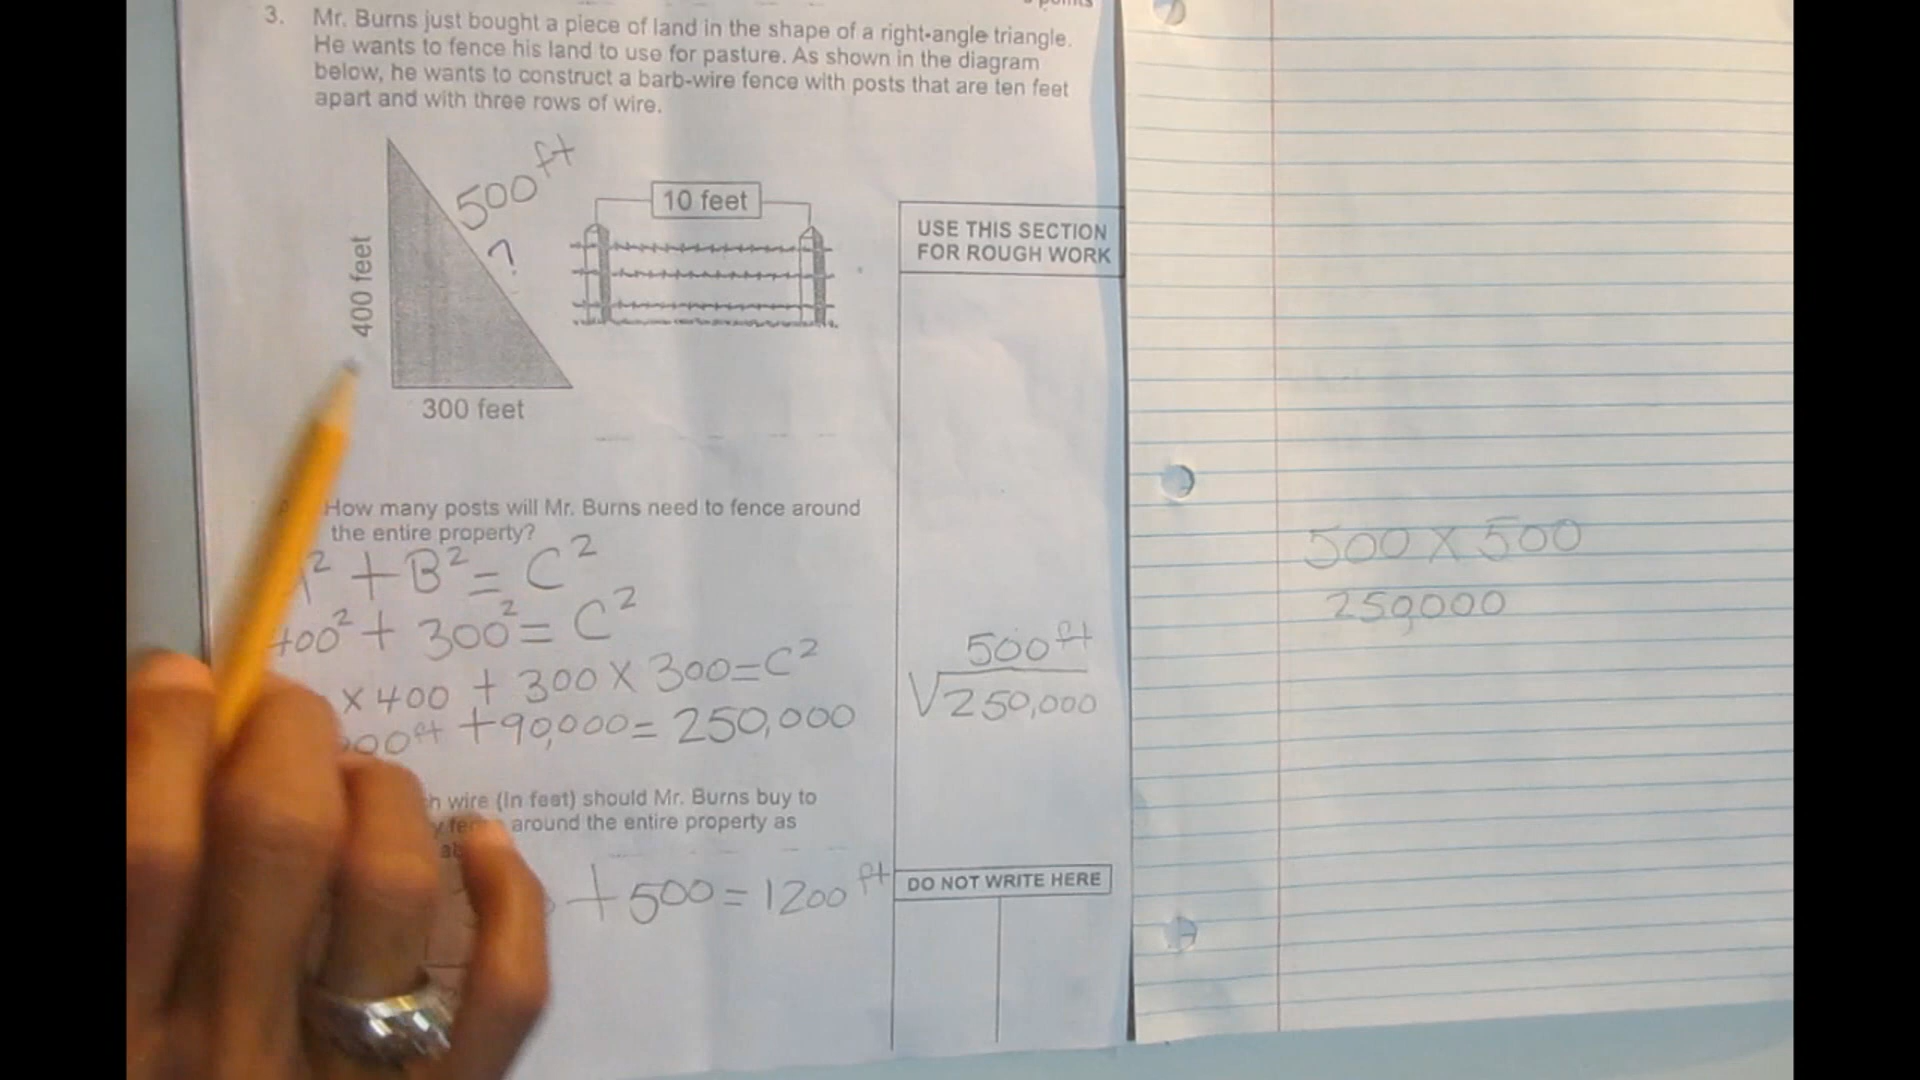 3. Mr. Burns just bought a piece of land in the shape of a right-angle triangle.
He wants to fence his land to use for pasture. As shown in the diagram
below, he wants to construct a barb-wire fence with posts that are ten feet
apart and with three rows of wire.
500 ft
?
10 feet
400 feet
300 feet
USE THIS SECTION
FOR ROUGH WORK
How many posts will Mr. Burns need to fence around
the entire property?
² + B² = C²
400² + 300² = C²
x 400 + 300 x 300 = C²
+ 90,000 = 250,000
500 ft
√250,000
500 x 500
250,000
wire (in feet) should Mr. Burns buy to
around the entire property as
+ 500 = 1200 ft
DO NOT WRITE HERE